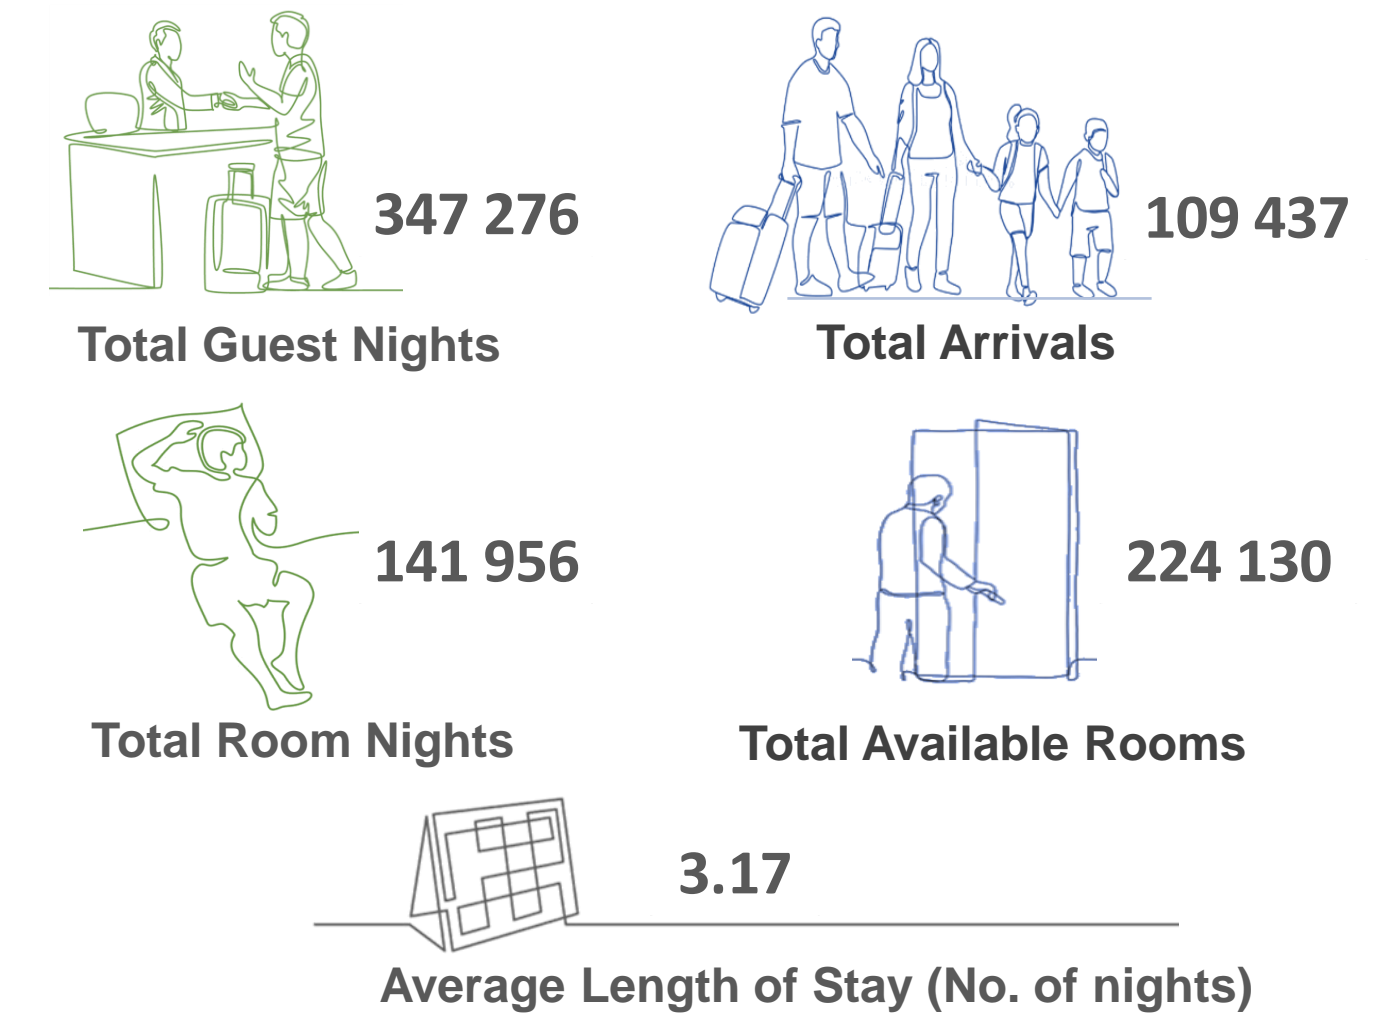 347 276
Total Guest Nights
109 437
Total Arrivals
141 956
Total Room Nights
224 130
Total Available Rooms
3.17
Average Length of Stay (No. of nights)